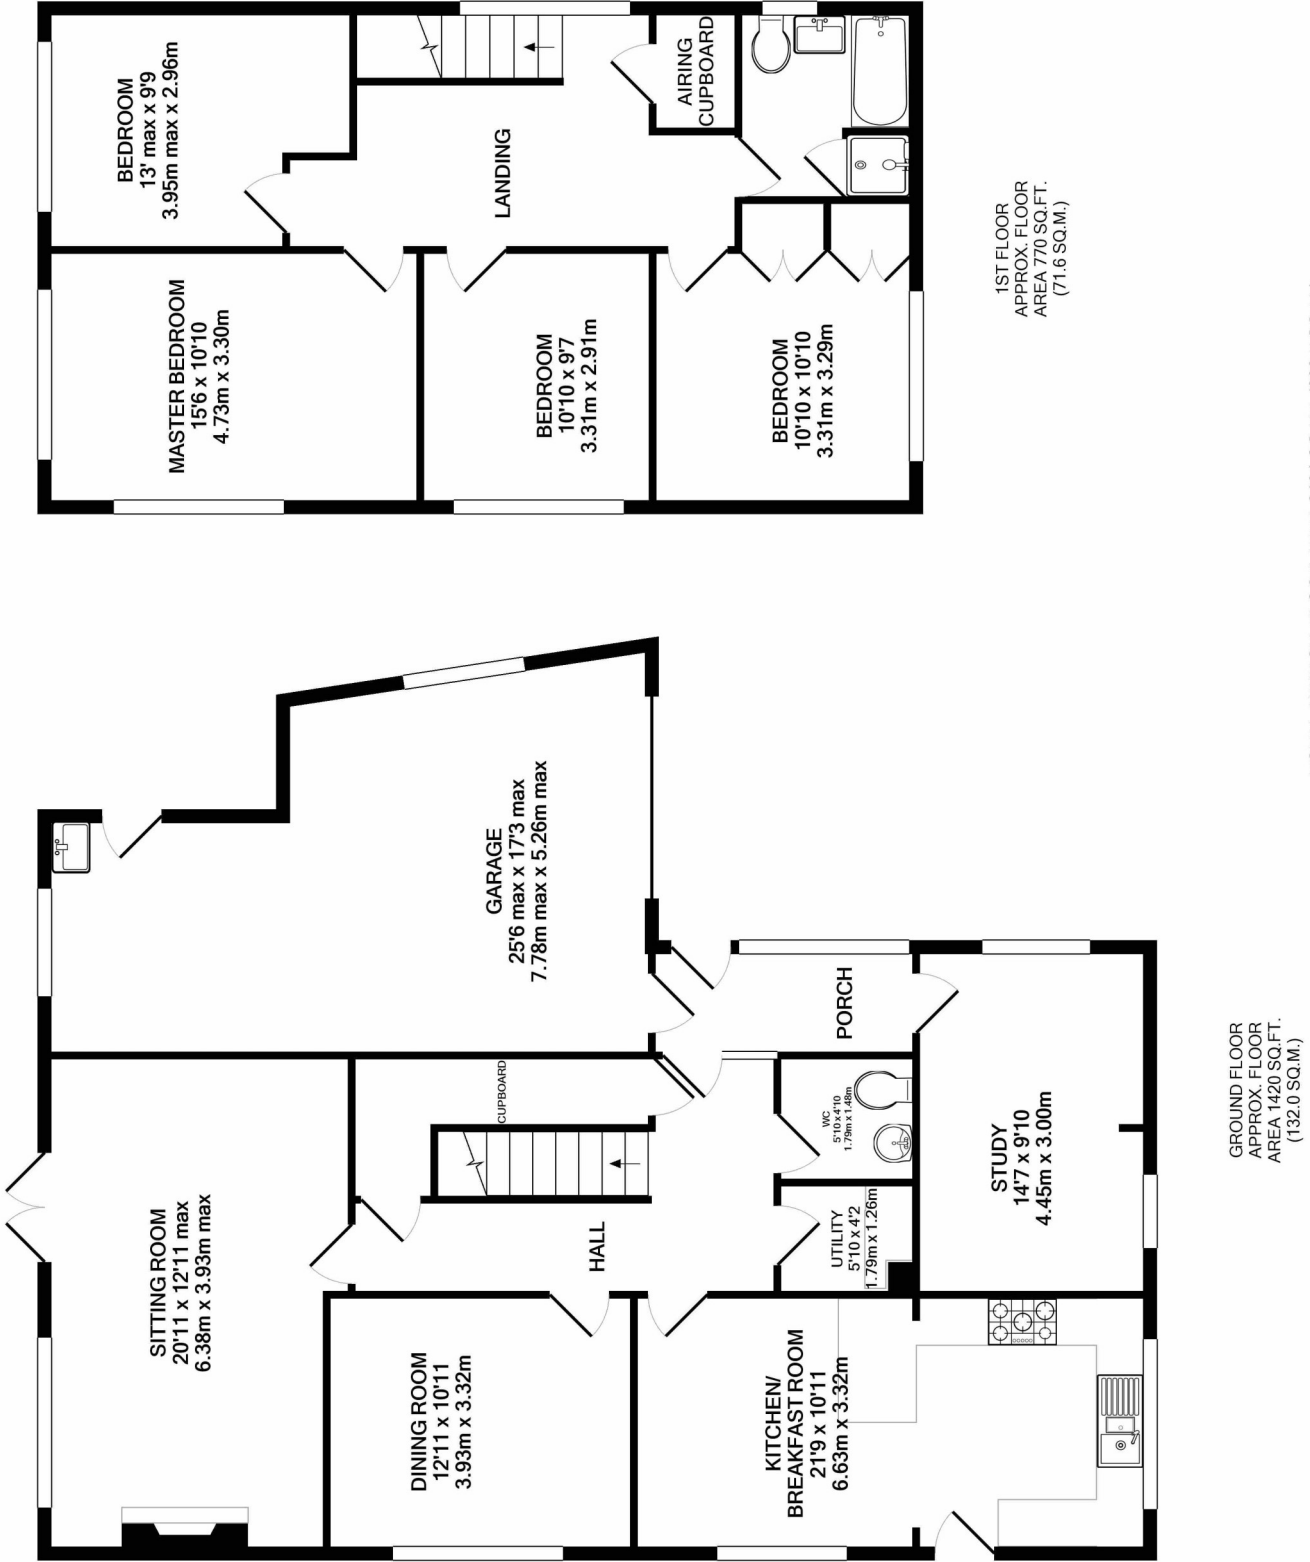 BEDROOM
13' max x 9'9
3.95m max x 2.96m
LANDING
AIRING
CUPBOARD
MASTER BEDROOM
15'6 x 10'10
4.73m x 3.30m
BEDROOM
10'10 x 9'7
3.31m x 2.91m
BEDROOM
10'10 x 10'10
3.31m x 3.29m
1ST FLOOR
APPROX. FLOOR
AREA 770 SQ.FT.
(71.6 SQ.M.)
GARAGE
25'6 max x 17'3 max
7.78m max x 5.26m max
PORCH
SITTING ROOM
20'11 x 12'11 max
6.38m x 3.93m max
CUPBOARD
HALL
WC
5'10 x 4'10
1.79m x 1.48m
UTILITY
5'10 x 4'2
1.79m x 1.26m
STUDY
14'7 x 9'10
4.45m x 3.00m
DINING ROOM
12'11 x 10'11
3.93m x 3.32m
KITCHEN/
BREAKFAST ROOM
21'9 x 10'11
6.63m x 3.32m
GROUND FLOOR
APPROX. FLOOR
AREA 1420 SQ.FT.
(132.0 SQ.M.)